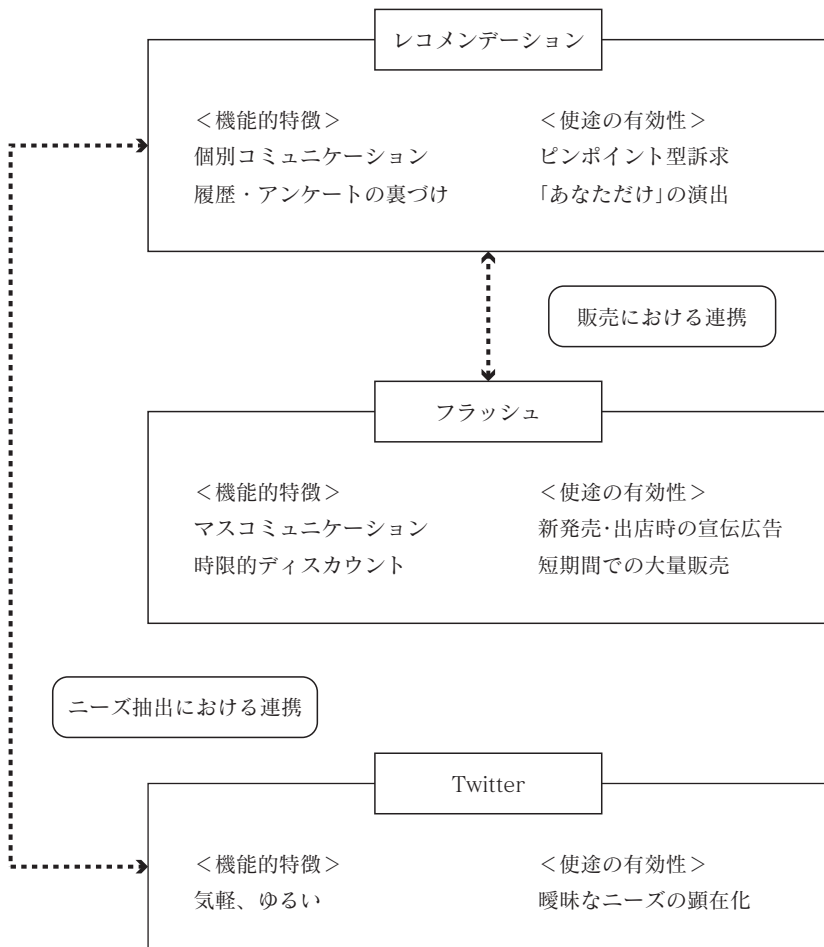 レコメンデーション
＜機能的特徴＞
個別コミュニケーション
履歴・アンケートの裏づけ
＜使途の有効性＞
ピンポイント型訴求
「あなただけ」の演出
販売における連携
フラッシュ
＜機能的特徴＞
マスコミュニケーション
時限的ディスカウント
＜使途の有効性＞
新発売・出店時の宣伝広告
短期間での大量販売
ニーズ抽出における連携
Twitter
＜機能的特徴＞
気軽、ゆるい
＜使途の有効性＞
曖昧なニーズの顕在化